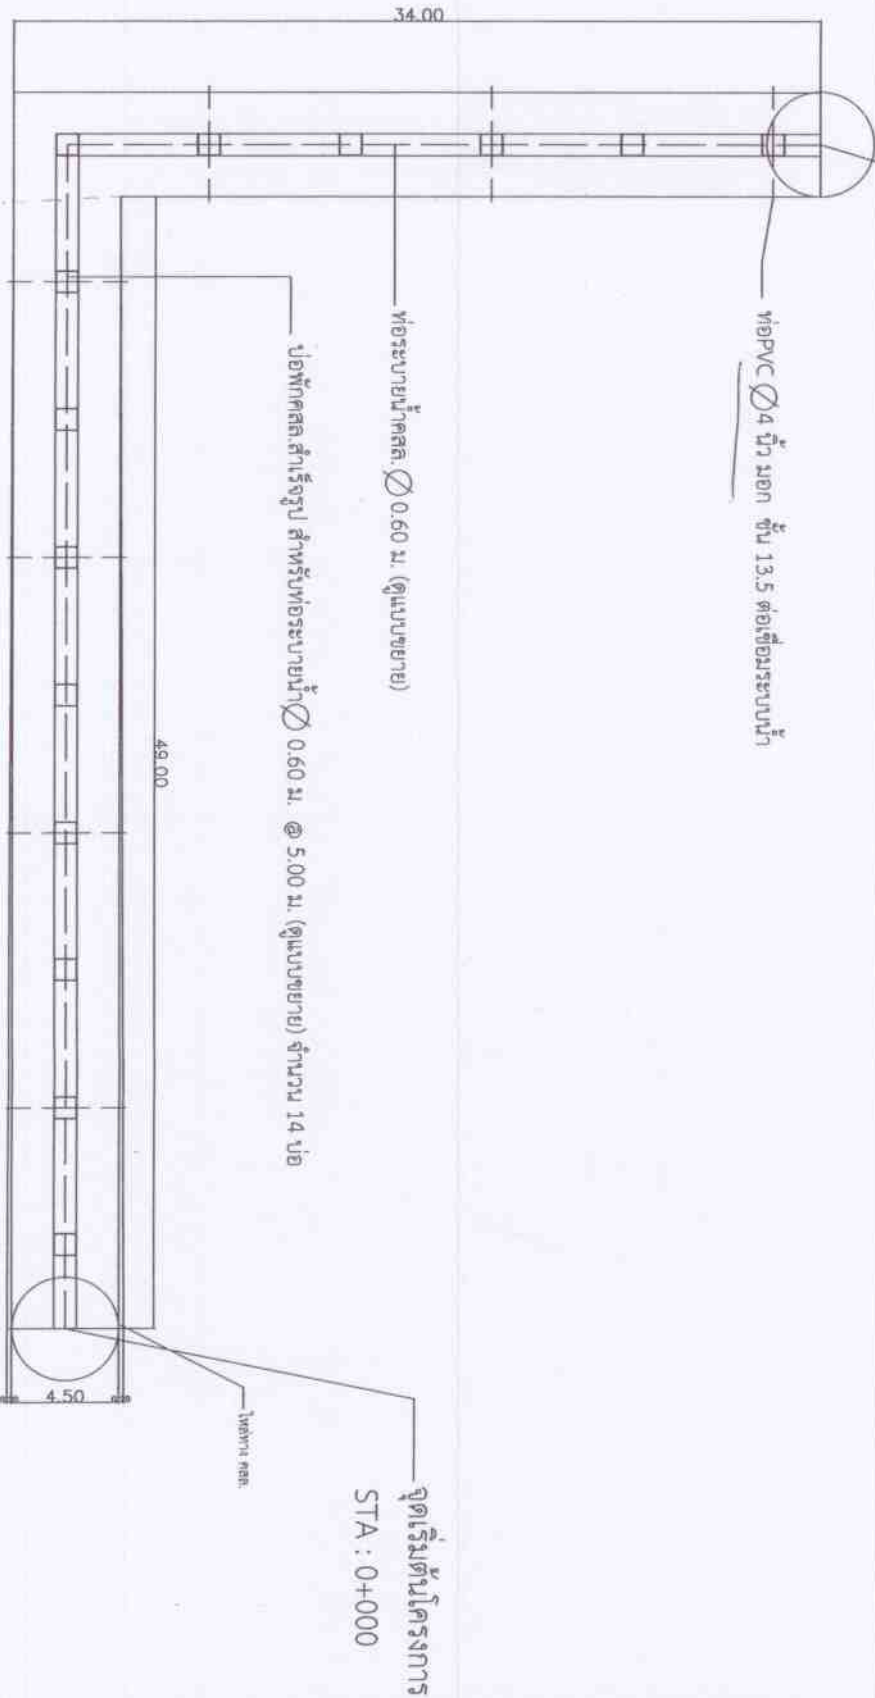 34.00
ท่อPVC ∅4 นิ้ว มอก ชั้น 13.5 ต่อเชื่อมระบบน้ำ
ท่อระบายน้ำคสล.∅0.60 ม. (ดูแบบขยาย)
บ่อพักคสล.สำเร็จรูป สำหรับท่อระบายน้ำ∅ 0.60 ม. @ 5.00 ม. (ดูแบบขยาย) จำนวน 14 บ่อ
49.00
4.50
ไหล่ทาง คสล.
จุดเริ่มต้นโครงการ
STA : 0+000